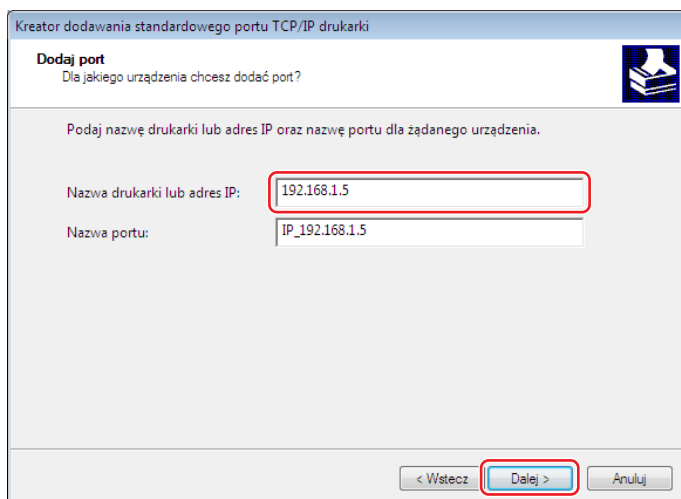 Kreator dodawania standardowego portu TCP/IP drukarki
Dodaj port
Dla jakiego urządzenia chcesz dodać port?
Podaj nazwę drukarki lub adres IP oraz nazwę portu dla żądanego urządzenia.
Nazwa drukarki lub adres IP: 192.168.1.5
Nazwa portu: IP_192.168.1.5
< Wstecz Dalej > Anuluj